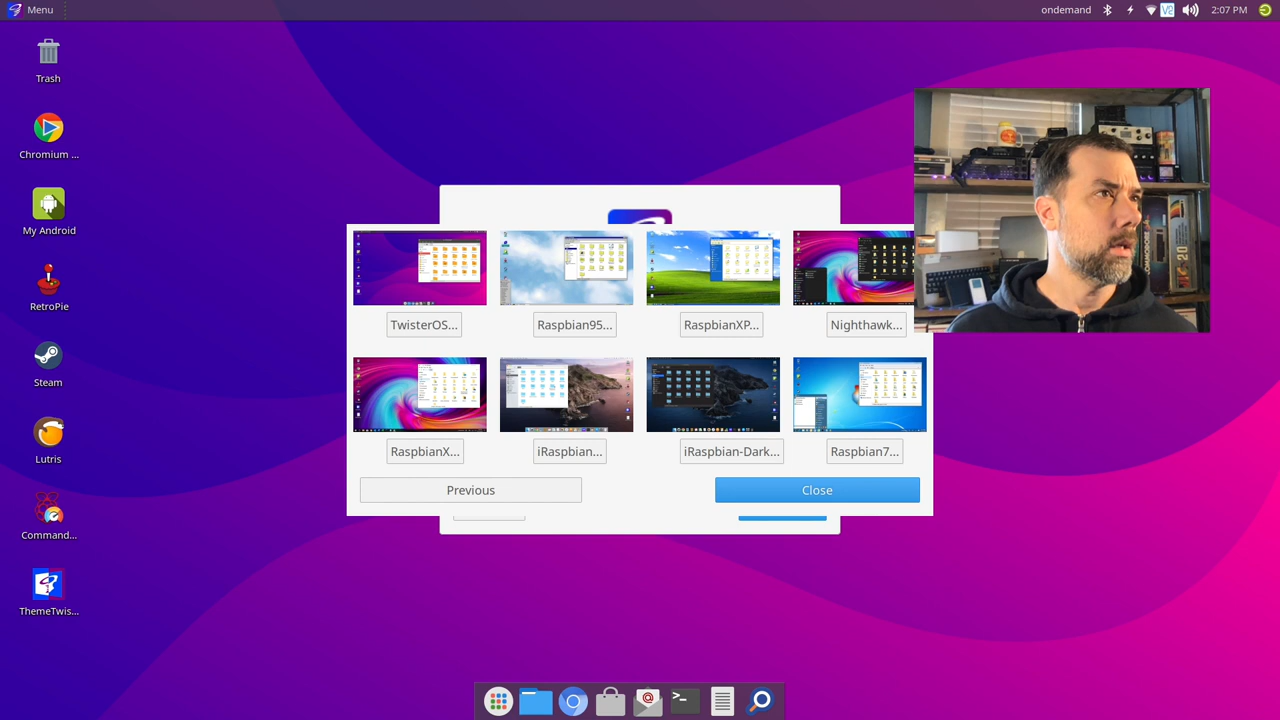 Menu
ondemand
V2
2:07 PM
Trash
Chromium ...
My Android
RetroPie
Steam
Lutris
Command...
ThemeTwis...
TwisterOS...
Raspbian95...
RaspbianXP...
Nighthawk...
RaspbianX...
iRaspbian...
iRaspbian-Dark...
Raspbian7...
Previous
Close